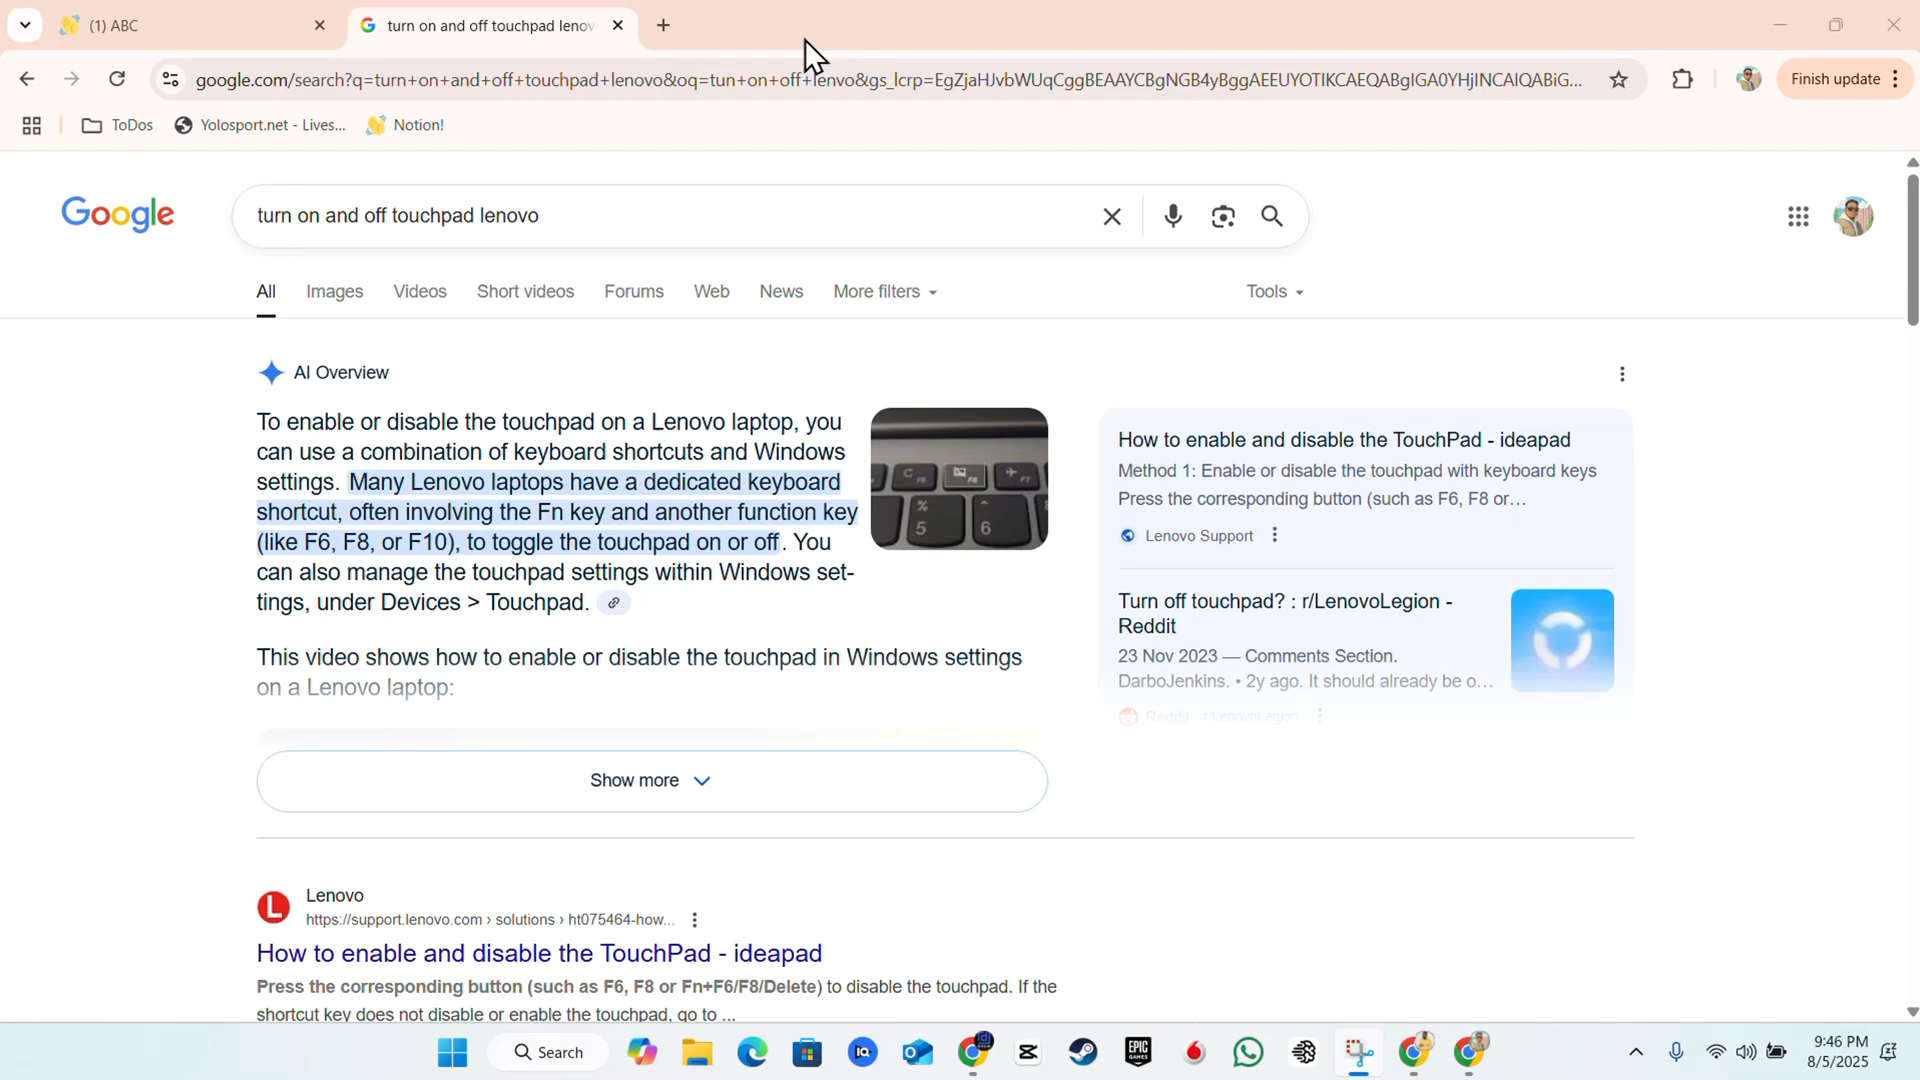 (1) ABC
turn on and off touchpad lenov
google.com/search?q=turn+on+and+off+touchpad+lenovo&oq=tun+on+off+lenvo&gs_lcrp=EgZjaHJvbWUqCggBEAAYCBgNGB4yBggAEEUYOTIKCAEQABgIGA0YHjINCAIQABiG...
Finish update
ToDos
Yolosport.net - Lives...
Notion!
Google
turn on and off touchpad lenovo
All
Images
Videos
Short videos
Forums
Web
News
More filters
Tools
AI Overview
To enable or disable the touchpad on a Lenovo laptop, you
can use a combination of keyboard shortcuts and Windows
settings. Many Lenovo laptops have a dedicated keyboard
shortcut, often involving the Fn key and another function key
(like F6, F8, or F10), to toggle the touchpad on or off. You
can also manage the touchpad settings within Windows set-
tings, under Devices > Touchpad.
This video shows how to enable or disable the touchpad in Windows settings
on a Lenovo laptop:
Show more
%
5
^
6
How to enable and disable the TouchPad - ideapad
Method 1: Enable or disable the touchpad with keyboard keys
Press the corresponding button (such as F6, F8 or...
Lenovo Support
Turn off touchpad? : r/LenovoLegion -
Reddit
23 Nov 2023 — Comments Section.
DarboJenkins. • 2y ago. It should already be o...
Reddit · r/LenovoLegion
L
Lenovo
https://support.lenovo.com › solutions › ht075464-how...
How to enable and disable the TouchPad - ideapad
Press the corresponding button (such as F6, F8 or Fn+F6/F8/Delete) to disable the touchpad. If the
shortcut key does not disable or enable the touchpad, go to ...
Search
EPIC
GAMES
9:46 PM
8/5/2025